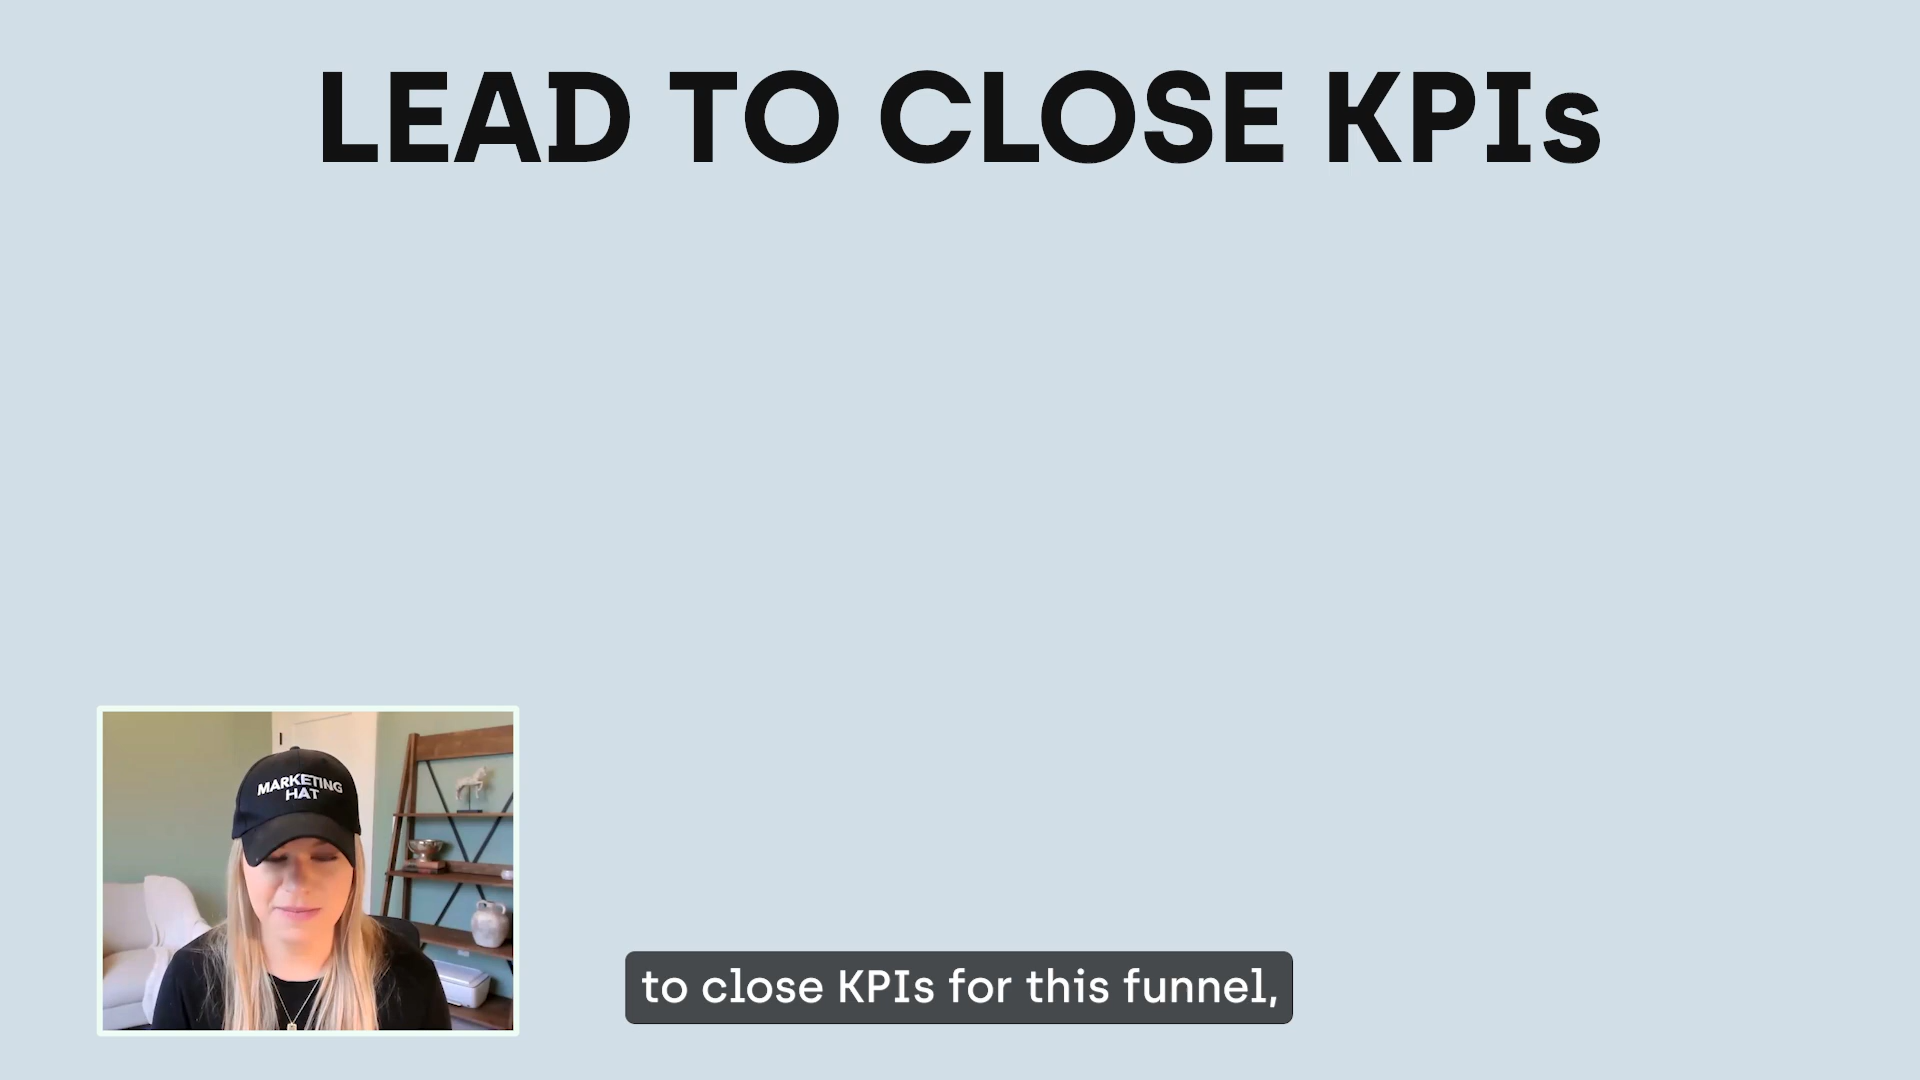 LEAD TO CLOSE KPIs
MARKETING
HAT
to close KPIs for this funnel,